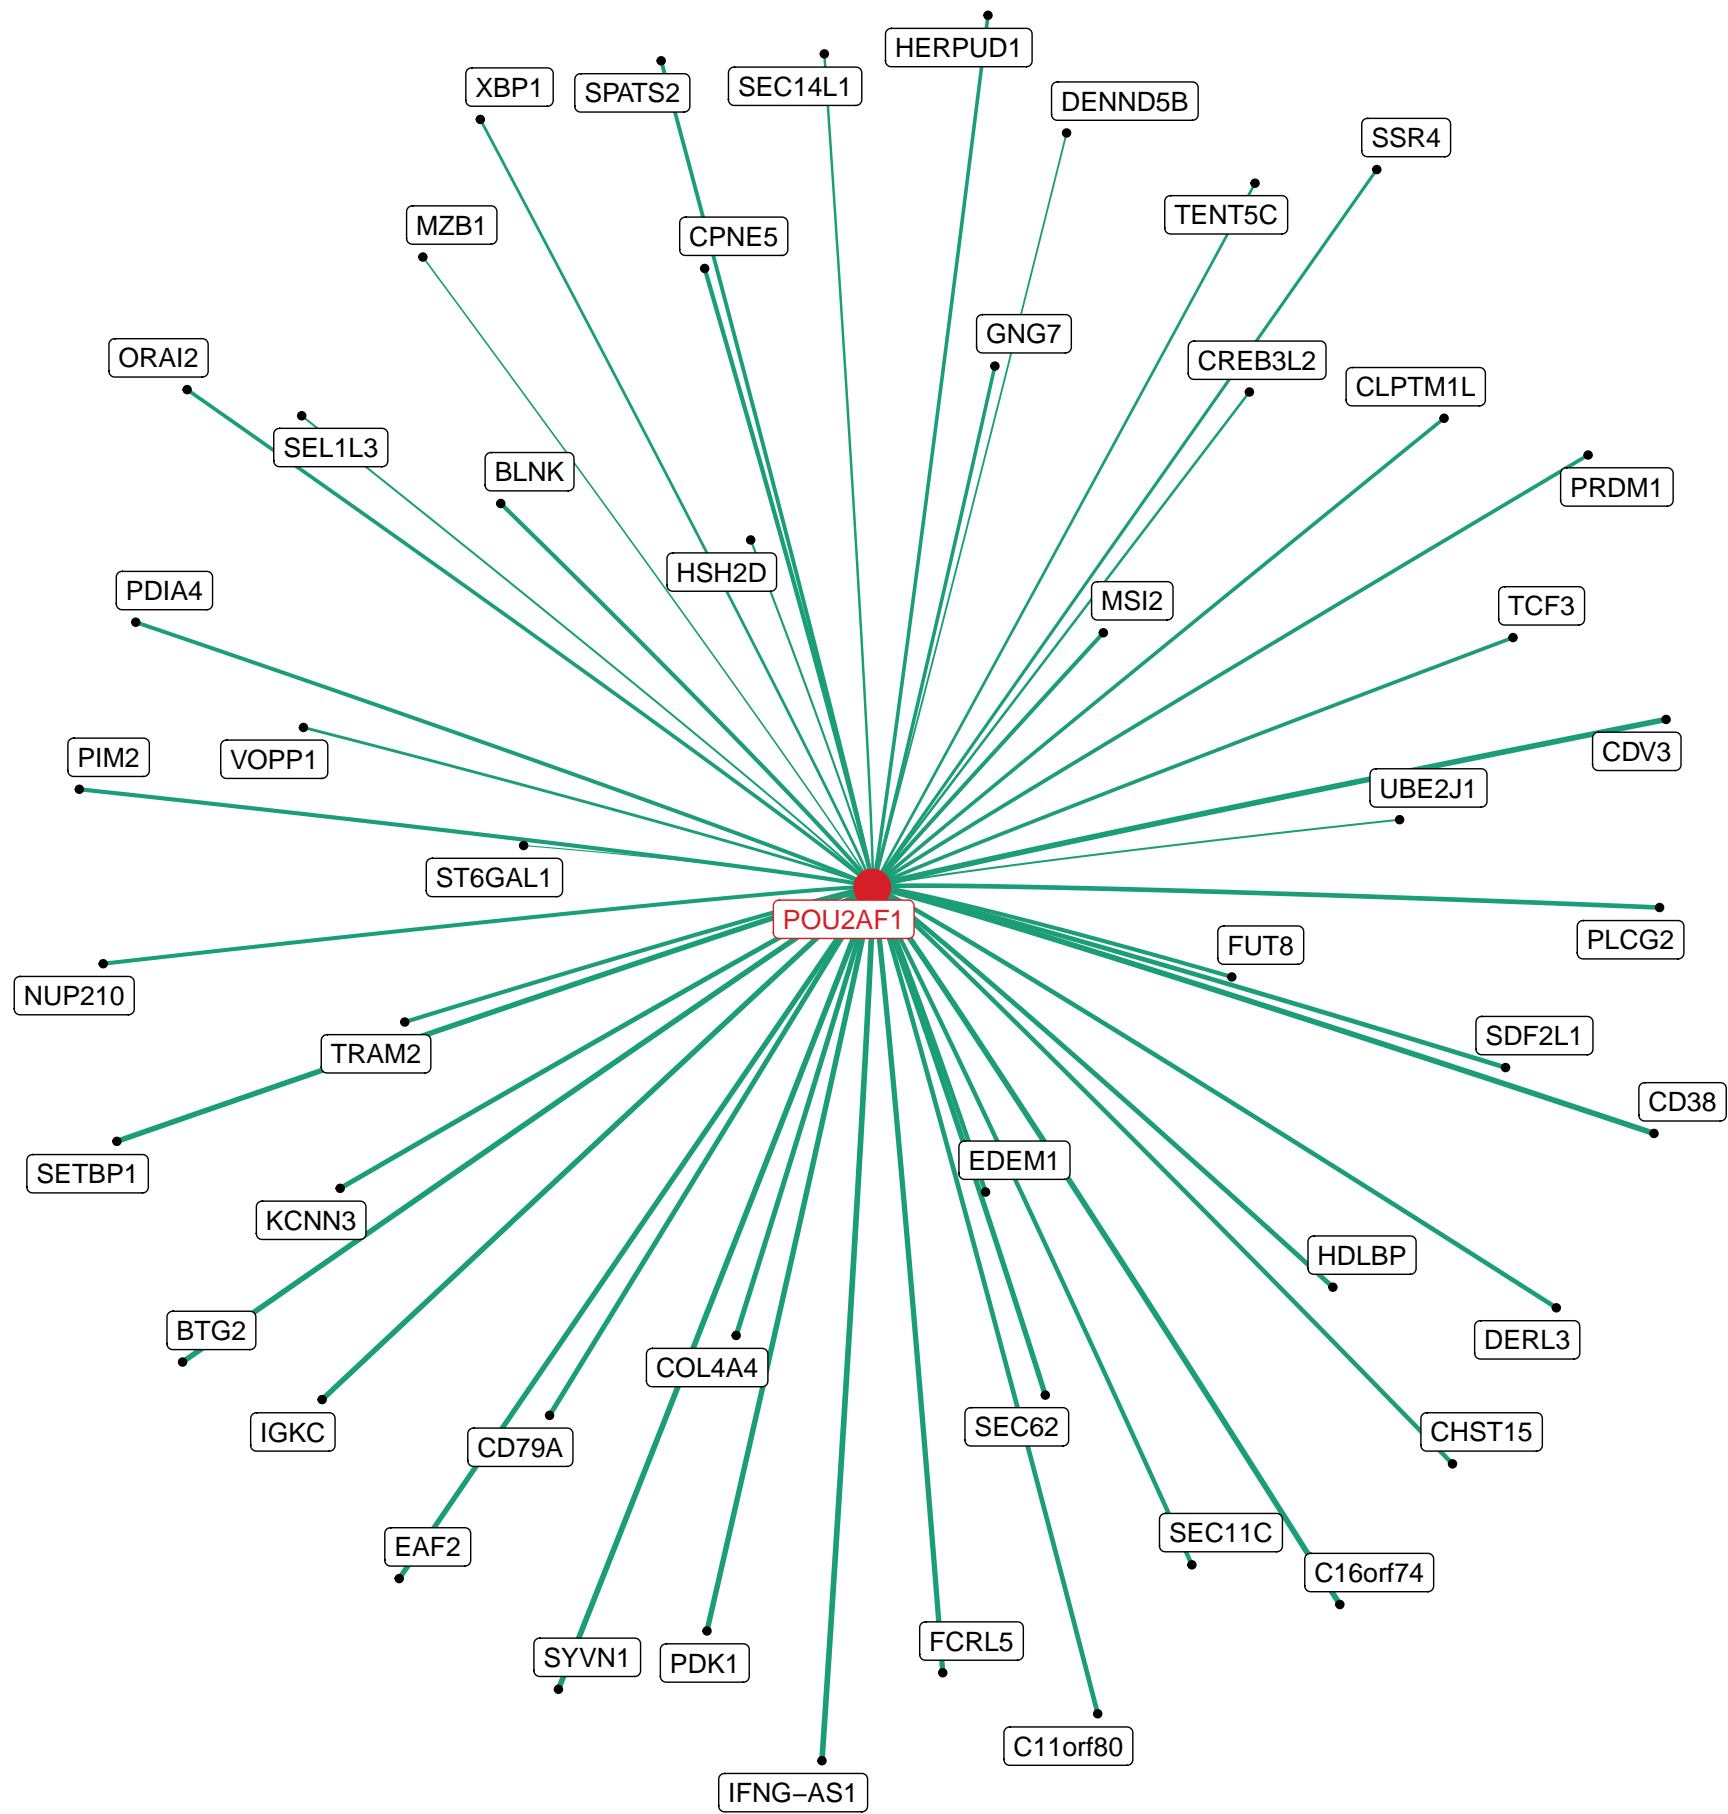 HERPUD1
XBP1
SPATS2
SEC14L1
DENND5B
SSR4
TENT5C
MZB1
CPNE5
GNG7
ORAI2
CREB3L2
CLPTM1L
SEL1L3
BLNK
PRDM1
HSH2D
PDIA4
MSI2
TCF3
PIM2
VOPP1
CDV3
UBE2J1
ST6GAL1
POU2AF1
FUT8
PLCG2
NUP210
TRAM2
SDF2L1
CD38
SETBP1
EDEM1
KCNN3
HDLBP
BTG2
DERL3
COL4A4
IGKC
CD79A
SEC62
CHST15
EAF2
SEC11C
C16orf74
SYVN1
PDK1
FCRL5
C11orf80
IFNG−AS1